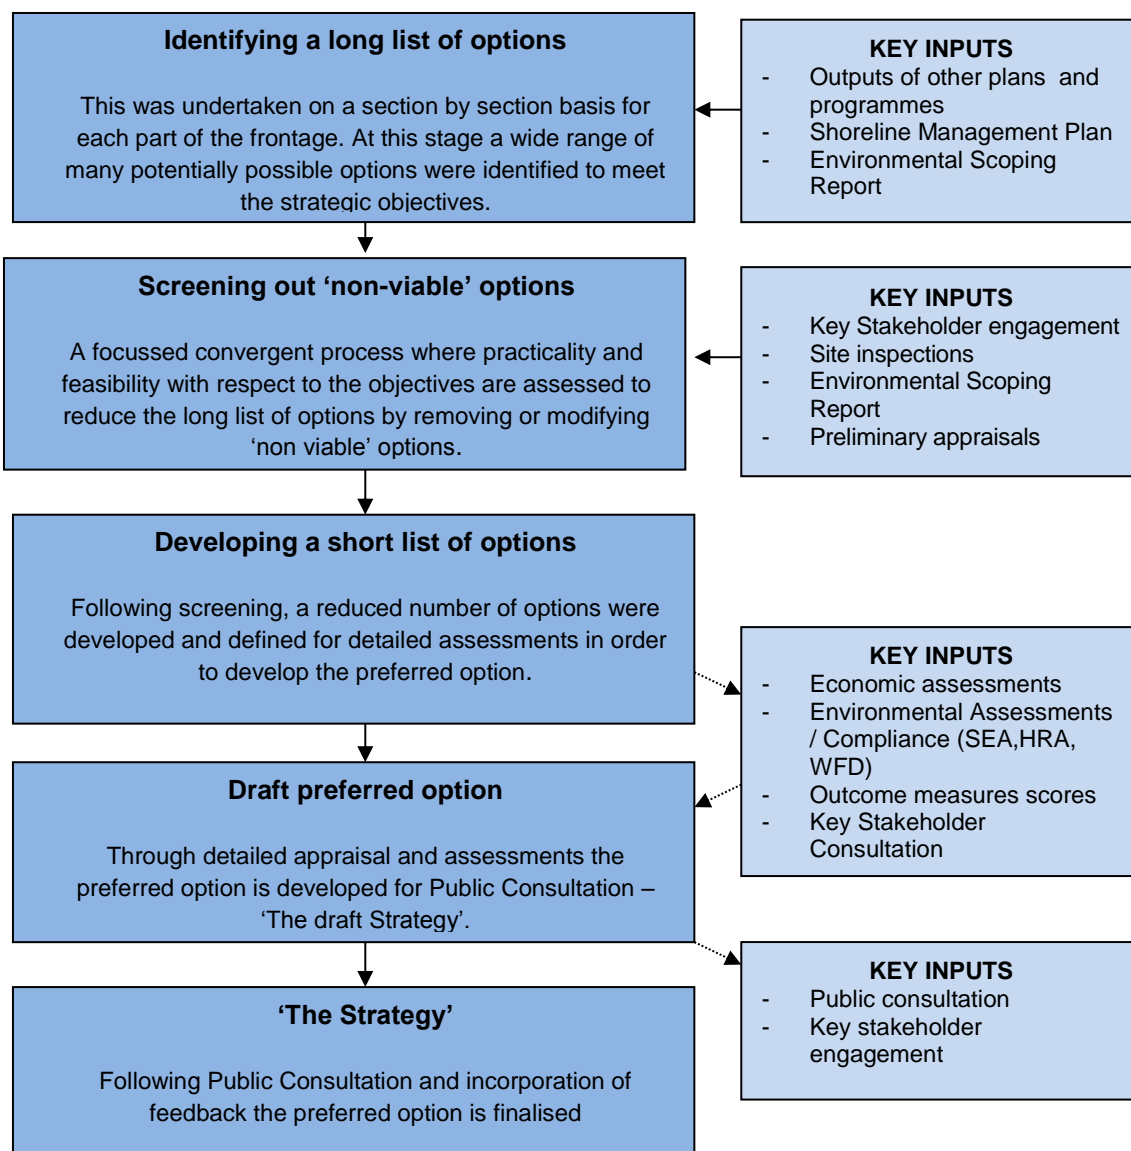 Identifying a long list of options
This was undertaken on a section by section basis for
each part of the frontage. At this stage a wide range of
many potentially possible options were identified to meet
the strategic objectives.
KEY INPUTS
- Outputs of other plans and
programmes
- Shoreline Management Plan
- Environmental Scoping
Report
Screening out ‘non-viable’ options
A focussed convergent process where practicality and
feasibility with respect to the objectives are assessed to
reduce the long list of options by removing or modifying
‘non viable’ options.
KEY INPUTS
- Key Stakeholder engagement
- Site inspections
- Environmental Scoping
Report
- Preliminary appraisals
Developing a short list of options
Following screening, a reduced number of options were
developed and defined for detailed assessments in order
to develop the preferred option.
KEY INPUTS
- Economic assessments
- Environmental Assessments
/ Compliance (SEA,HRA,
WFD)
- Outcome measures scores
- Key Stakeholder
Consultation
Draft preferred option
Through detailed appraisal and assessments the
preferred option is developed for Public Consultation –
‘The draft Strategy’.
KEY INPUTS
- Public consultation
- Key stakeholder
engagement
‘The Strategy’
Following Public Consultation and incorporation of
feedback the preferred option is finalised